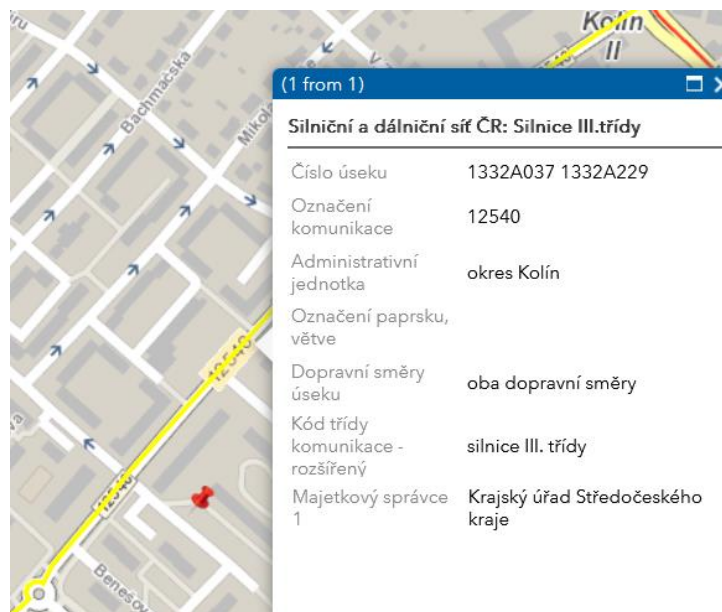 Kolín
II
Bachmačská
12540
12540
(1 from 1)
Silniční a dálniční síť ČR: Silnice III.třídy
Číslo úseku 1332A037 1332A229
Označení
komunikace 12540
Administrativní
jednotka okres Kolín
Označení paprsku,
větve
Dopravní směry
úseku oba dopravní směry
Kód třídy
komunikace -
rozšířený silnice III. třídy
Majetkový správce Krajský úřad Středočeského
1 kraje